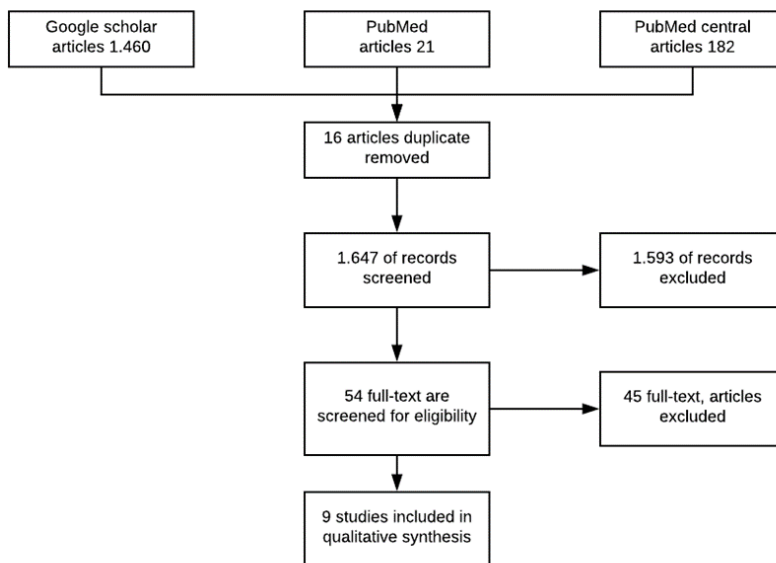 Google scholar
articles 1.460
PubMed
articles 21
PubMed central
articles 182
16 articles duplicate
removed
1.647 of records
screened
1.593 of records
excluded
54 full-text are
screened for eligibility
45 full-text, articles
excluded
9 studies included in
qualitative synthesis